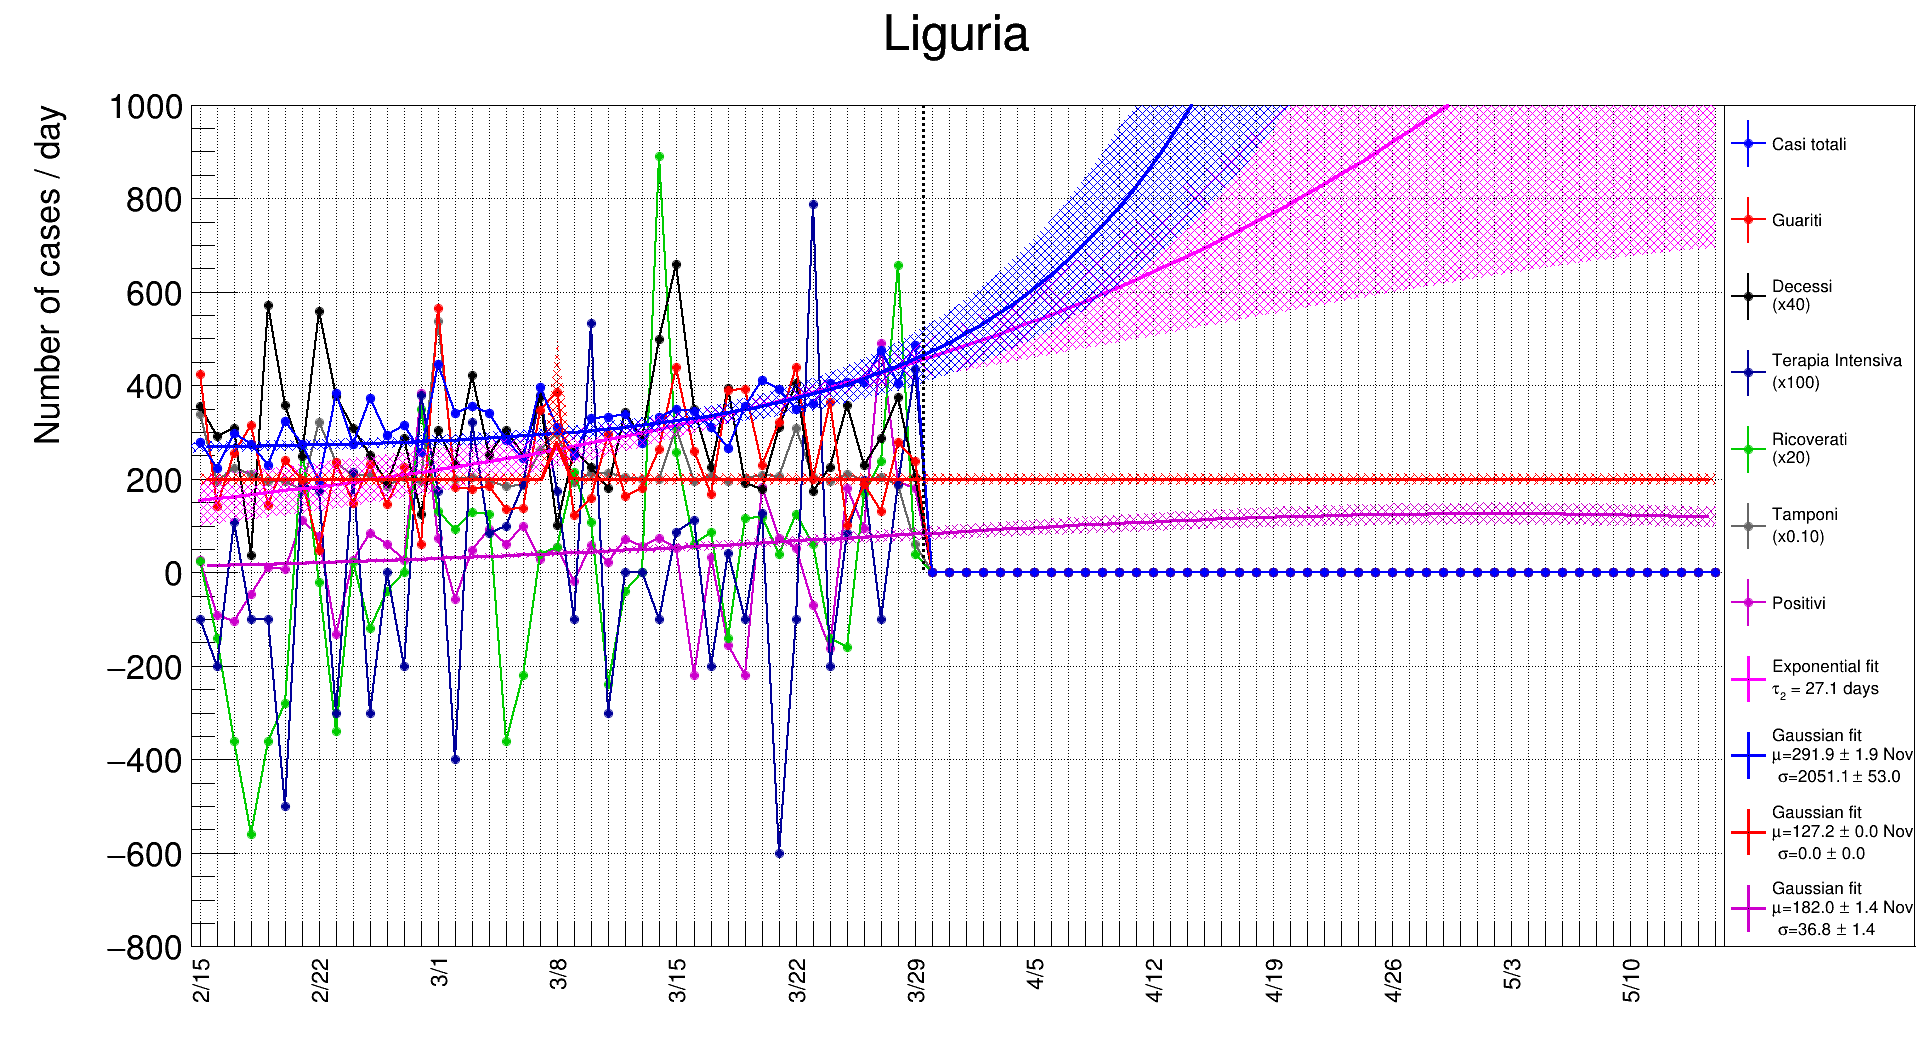 Liguria
Number of cases / day
1000
800
600
400
200
0
−200
−400
−600
−800
2/15
2/22
3/1
3/8
3/15
3/22
3/29
4/5
4/12
4/19
4/26
5/3
5/10
Casi totali
Guariti
Decessi
(x40)
Terapia Intensiva
(x100)
Ricoverati
(x20)
Tamponi
(x0.10)
Positivi
Exponential fit
τ2 = 27.1 days
Gaussian fit
μ=291.9 ± 1.9 Nov
σ=2051.1 ± 53.0
Gaussian fit
μ=127.2 ± 0.0 Nov
σ=0.0 ± 0.0
Gaussian fit
μ=182.0 ± 1.4 Nov
σ=36.8 ± 1.4